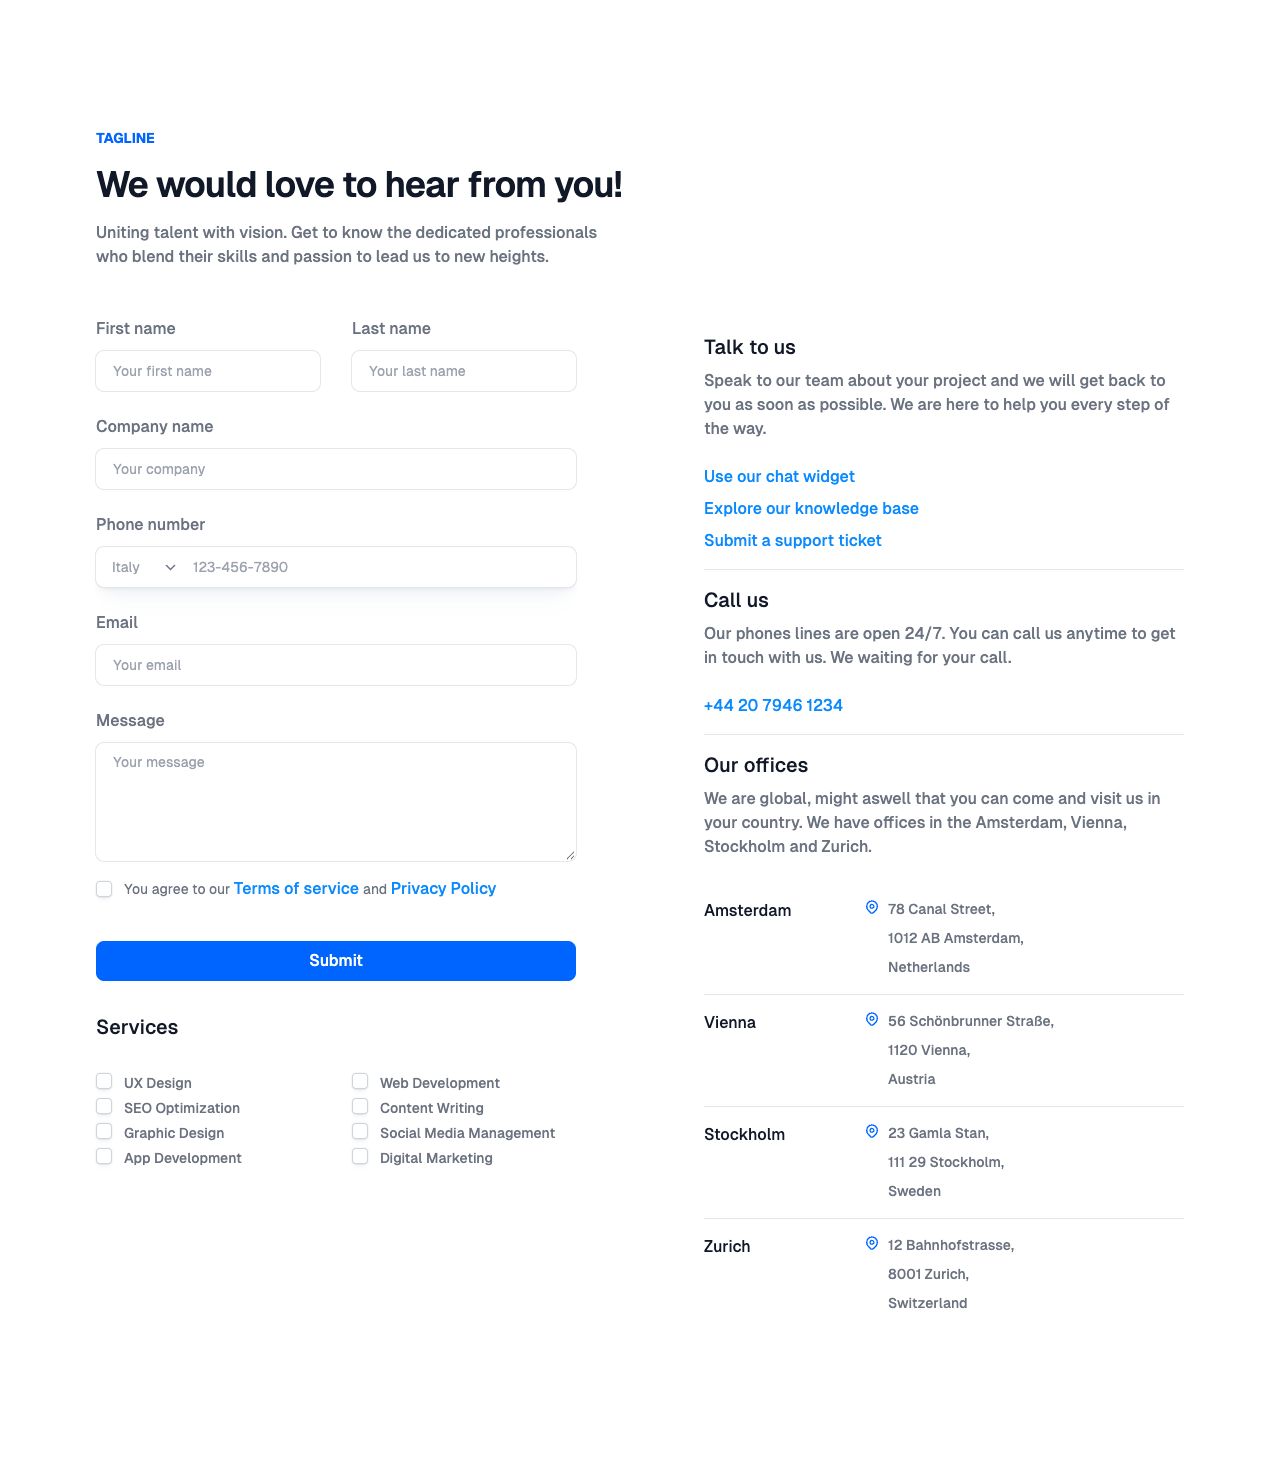 TAGLINE
We would love to hear from you!
Uniting talent with vision. Get to know the dedicated professionals
who blend their skills and passion to lead us to new heights.
First name
Your first name
Last name
Your last name
Company name
Your company
Phone number
Italy
123-456-7890
Email
Your email
Message
Your message
You agree to our Terms of service and Privacy Policy
Submit
Services
UX Design
SEO Optimization
Graphic Design
App Development
Web Development
Content Writing
Social Media Management
Digital Marketing
Talk to us
Speak to our team about your project and we will get back to
you as soon as possible. We are here to help you every step of
the way.
Use our chat widget
Explore our knowledge base
Submit a support ticket
Call us
Our phones lines are open 24/7. You can call us anytime to get
in touch with us. We waiting for your call.
+44 20 7946 1234
Our offices
We are global, might aswell that you can come and visit us in
your country. We have offices in the Amsterdam, Vienna,
Stockholm and Zurich.
Amsterdam
78 Canal Street,
1012 AB Amsterdam,
Netherlands
Vienna
56 Schönbrunner Straße,
1120 Vienna,
Austria
Stockholm
23 Gamla Stan,
111 29 Stockholm,
Sweden
Zurich
12 Bahnhofstrasse,
8001 Zurich,
Switzerland